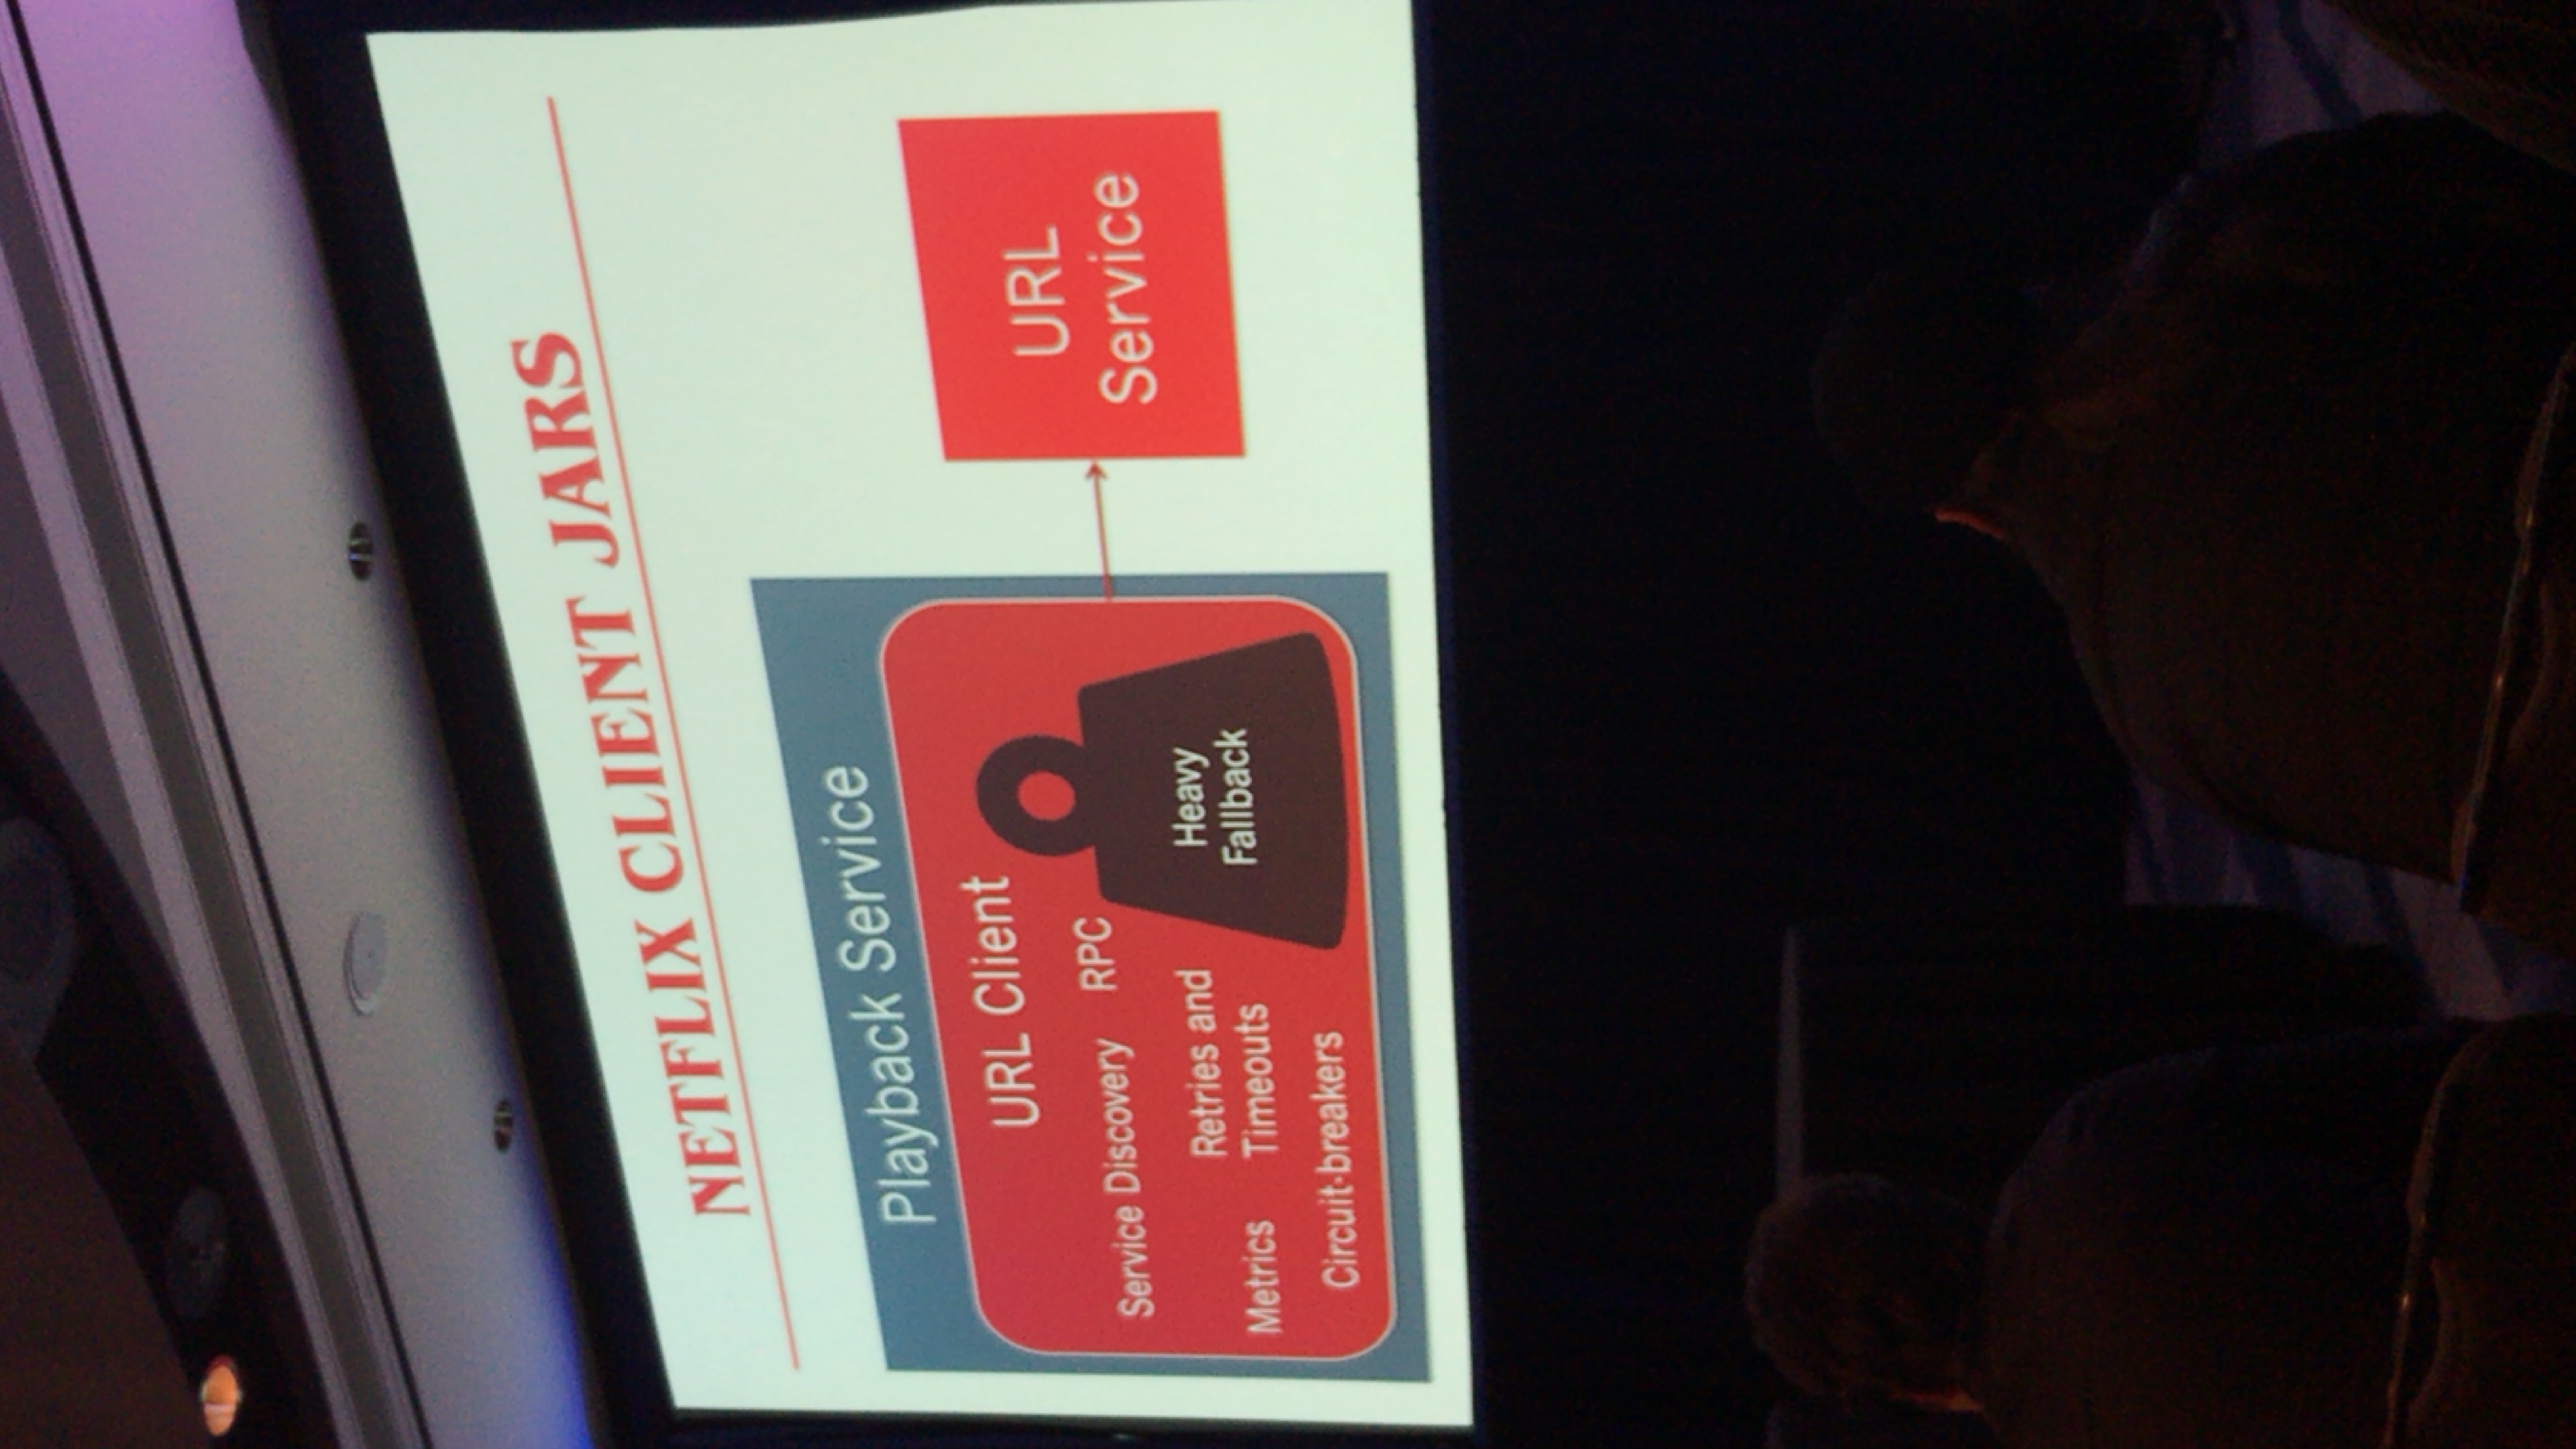 NETFLIX CLIENT JARS
Playback Service
URL Client
Service Discovery
RPC
Retries and
Timeouts
Metrics
Circuit-breakers
Heavy
Fallback
URL
Service